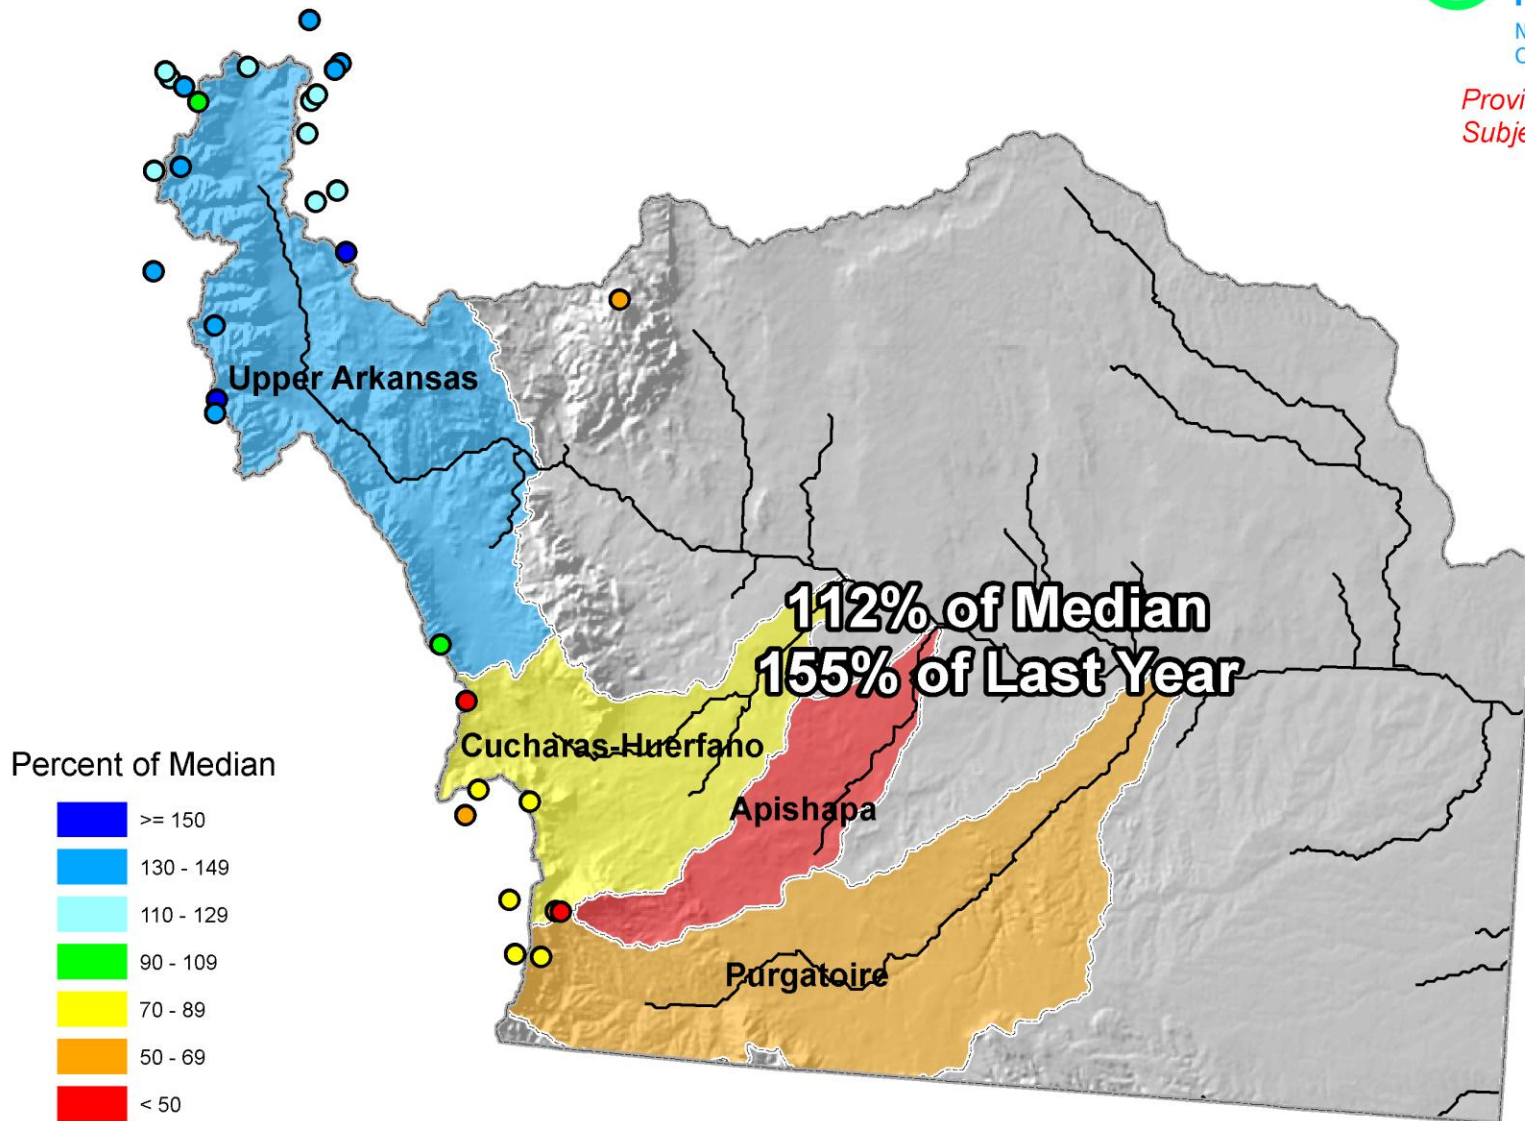 Upper Arkansas
112% of Median
155% of Last Year
Cucharas-Huerfano
Apishapa
Purgatoire
Percent of Median
>= 150
130 - 149
110 - 129
90 - 109
70 - 89
50 - 69
< 50